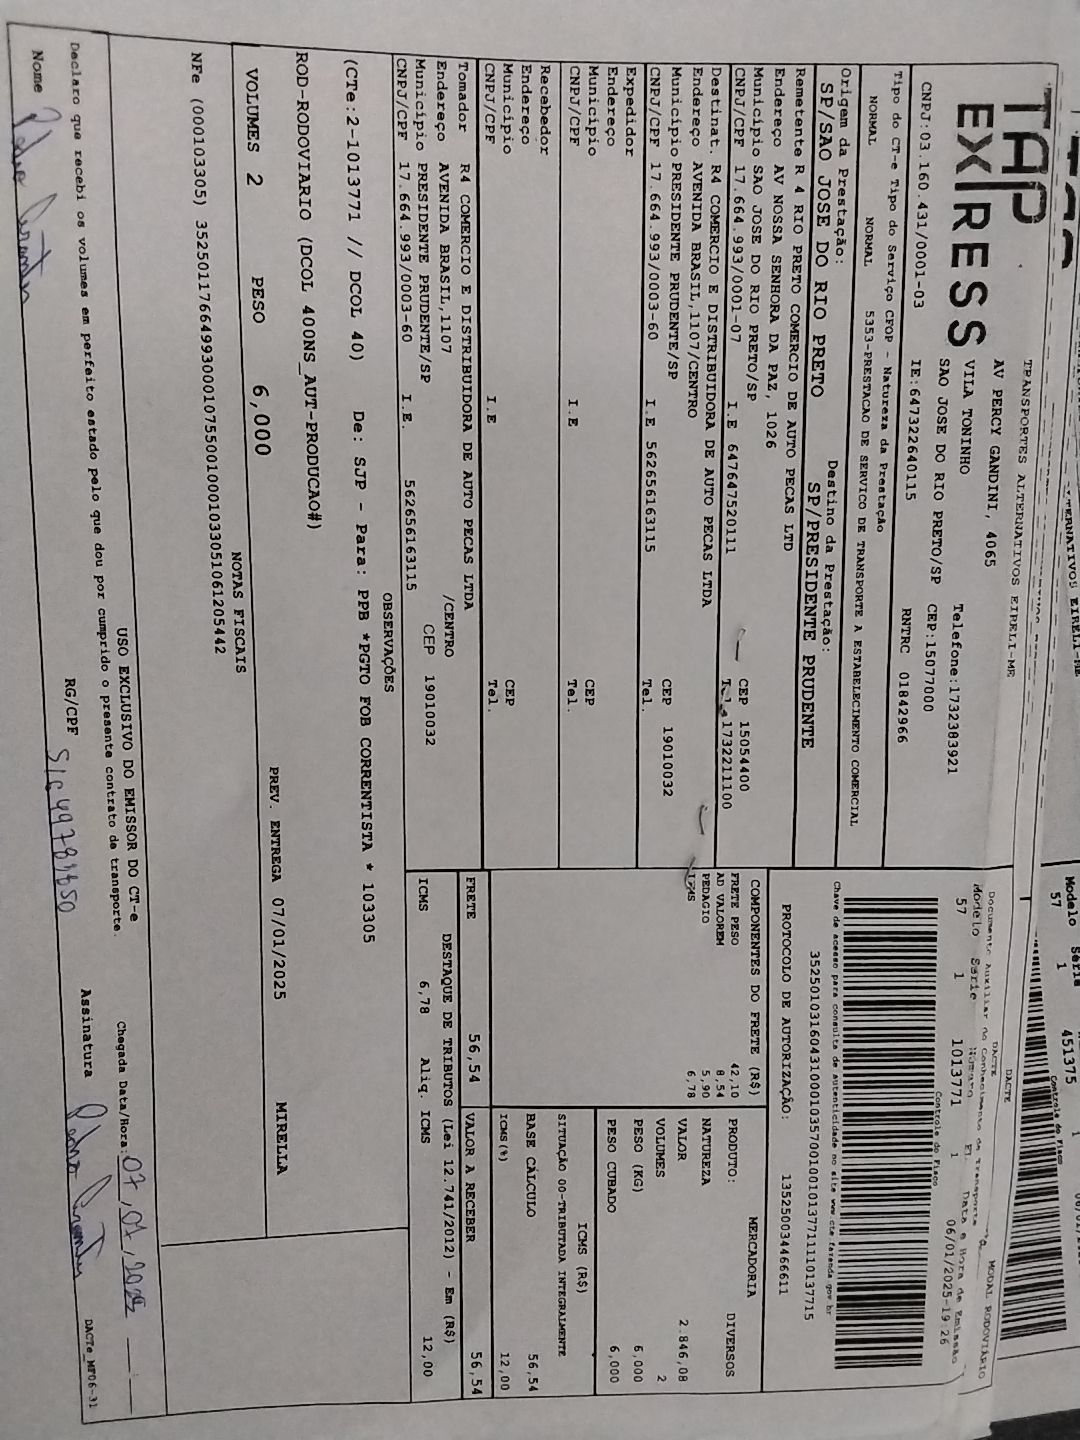 TAP
EXPRESS
TRANSPORTES ALTERNATIVOS EIRELI-ME
AV PERCY GANDINI, 4065
VILA TONINHO
SAO JOSE DO RIO PRETO/SP CEP:15077000
Telefone:1732383921
CNPJ:03.160.431/0001-03 IE:647322640115 RNTRC 01842966
Modelo Série
57 1 451375 1
Controle do Fisco
DACTE
Documento Auxiliar do Conhecimento de Transporte
MODAL RODOVIÁRIO
Modelo Série Número Fl. Data e Hora de Emissão
57 1 1013771 1 06/01/2025-19:26
Controle do Fisco
Tipo do CT-e Tipo do Serviço CFOP - Natureza da Prestação
NORMAL NORMAL 5353-PRESTACAO DE SERVICO DE TRANSPORTE A ESTABELECIMENTO COMERCIAL
Chave de acesso para consulta de autenticidade no site www.cte.fazenda.gov.br
35250103160431000103570010010137711110137715
PROTOCOLO DE AUTORIZAÇÃO: 135250034466611
Origem da Prestação: Destino da Prestação:
SP/SAO JOSE DO RIO PRETO SP/PRESIDENTE PRUDENTE
Remetente R 4 RIO PRETO COMERCIO DE AUTO PECAS LTD
Endereço AV NOSSA SENHORA DA PAZ, 1026
Município SAO JOSE DO RIO PRETO/SP CEP 15054400
CNPJ/CPF 17.664.993/0001-07 I.E 647647520111 1732211100
Destinat. R4 COMERCIO E DISTRIBUIDORA DE AUTO PECAS LTDA
Endereço AVENIDA BRASIL,1107/CENTRO
Município PRESIDENTE PRUDENTE/SP CEP 19010032
CNPJ/CPF 17.664.993/0003-60 I.E 562656163115 Tel.
Expedidor
Endereço
Município CEP
CNPJ/CPF I.E Tel.
Recebedor
Endereço
Município CEP
CNPJ/CPF I.E Tel.
Tomador R4 COMERCIO E DISTRIBUIDORA DE AUTO PECAS LTDA
Endereço AVENIDA BRASIL,1107 /CENTRO
Município PRESIDENTE PRUDENTE/SP CEP 19010032
CNPJ/CPF 17.664.993/0003-60 I.E. 562656163115
COMPONENTES DO FRETE (R$)
FRETE PESO 42,10
AD VALOREM 8,54
PEDAGIO 5,90
ICMS 6,78
MERCADORIA
PRODUTO: DIVERSOS
NATUREZA
VALOR 2.846,08
VOLUMES 2
PESO (KG) 6,000
PESO CUBADO 6,000
ICMS (R$)
SITUAÇÃO 00-TRIBUTADA INTEGRALMENTE
BASE CÁLCULO 56,54
ICMS(%) 12,00
FRETE 56,54 VALOR A RECEBER 56,54
DESTAQUE DE TRIBUTOS (Lei 12.741/2012) - Em (R$)
ICMS 6,78 Aliq. ICMS 12,00
OBSERVAÇÕES
(CTe:2-1013771 // DCOL 40) De: SJP - Para: PPB *PGTO FOB CORRENTISTA * 103305
ROD-RODOVIARIO (DCOL 400NS_AUT-PRODUCAO#)
VOLUMES 2 PESO 6,000 PREV. ENTREGA 07/01/2025 MIRELLA
NOTAS FISCAIS
NFe (000103305) 35250117664993000107550010001033051061205442
USO EXCLUSIVO DO EMISSOR DO CT-e
Declaro que recebi os volumes em perfeito estado pelo que dou por cumprido o presente contrato de transporte.
Chegada Data/Hora: 07/01/2025
Nome RG/CPF Assinatura
DACTe_MP06-31